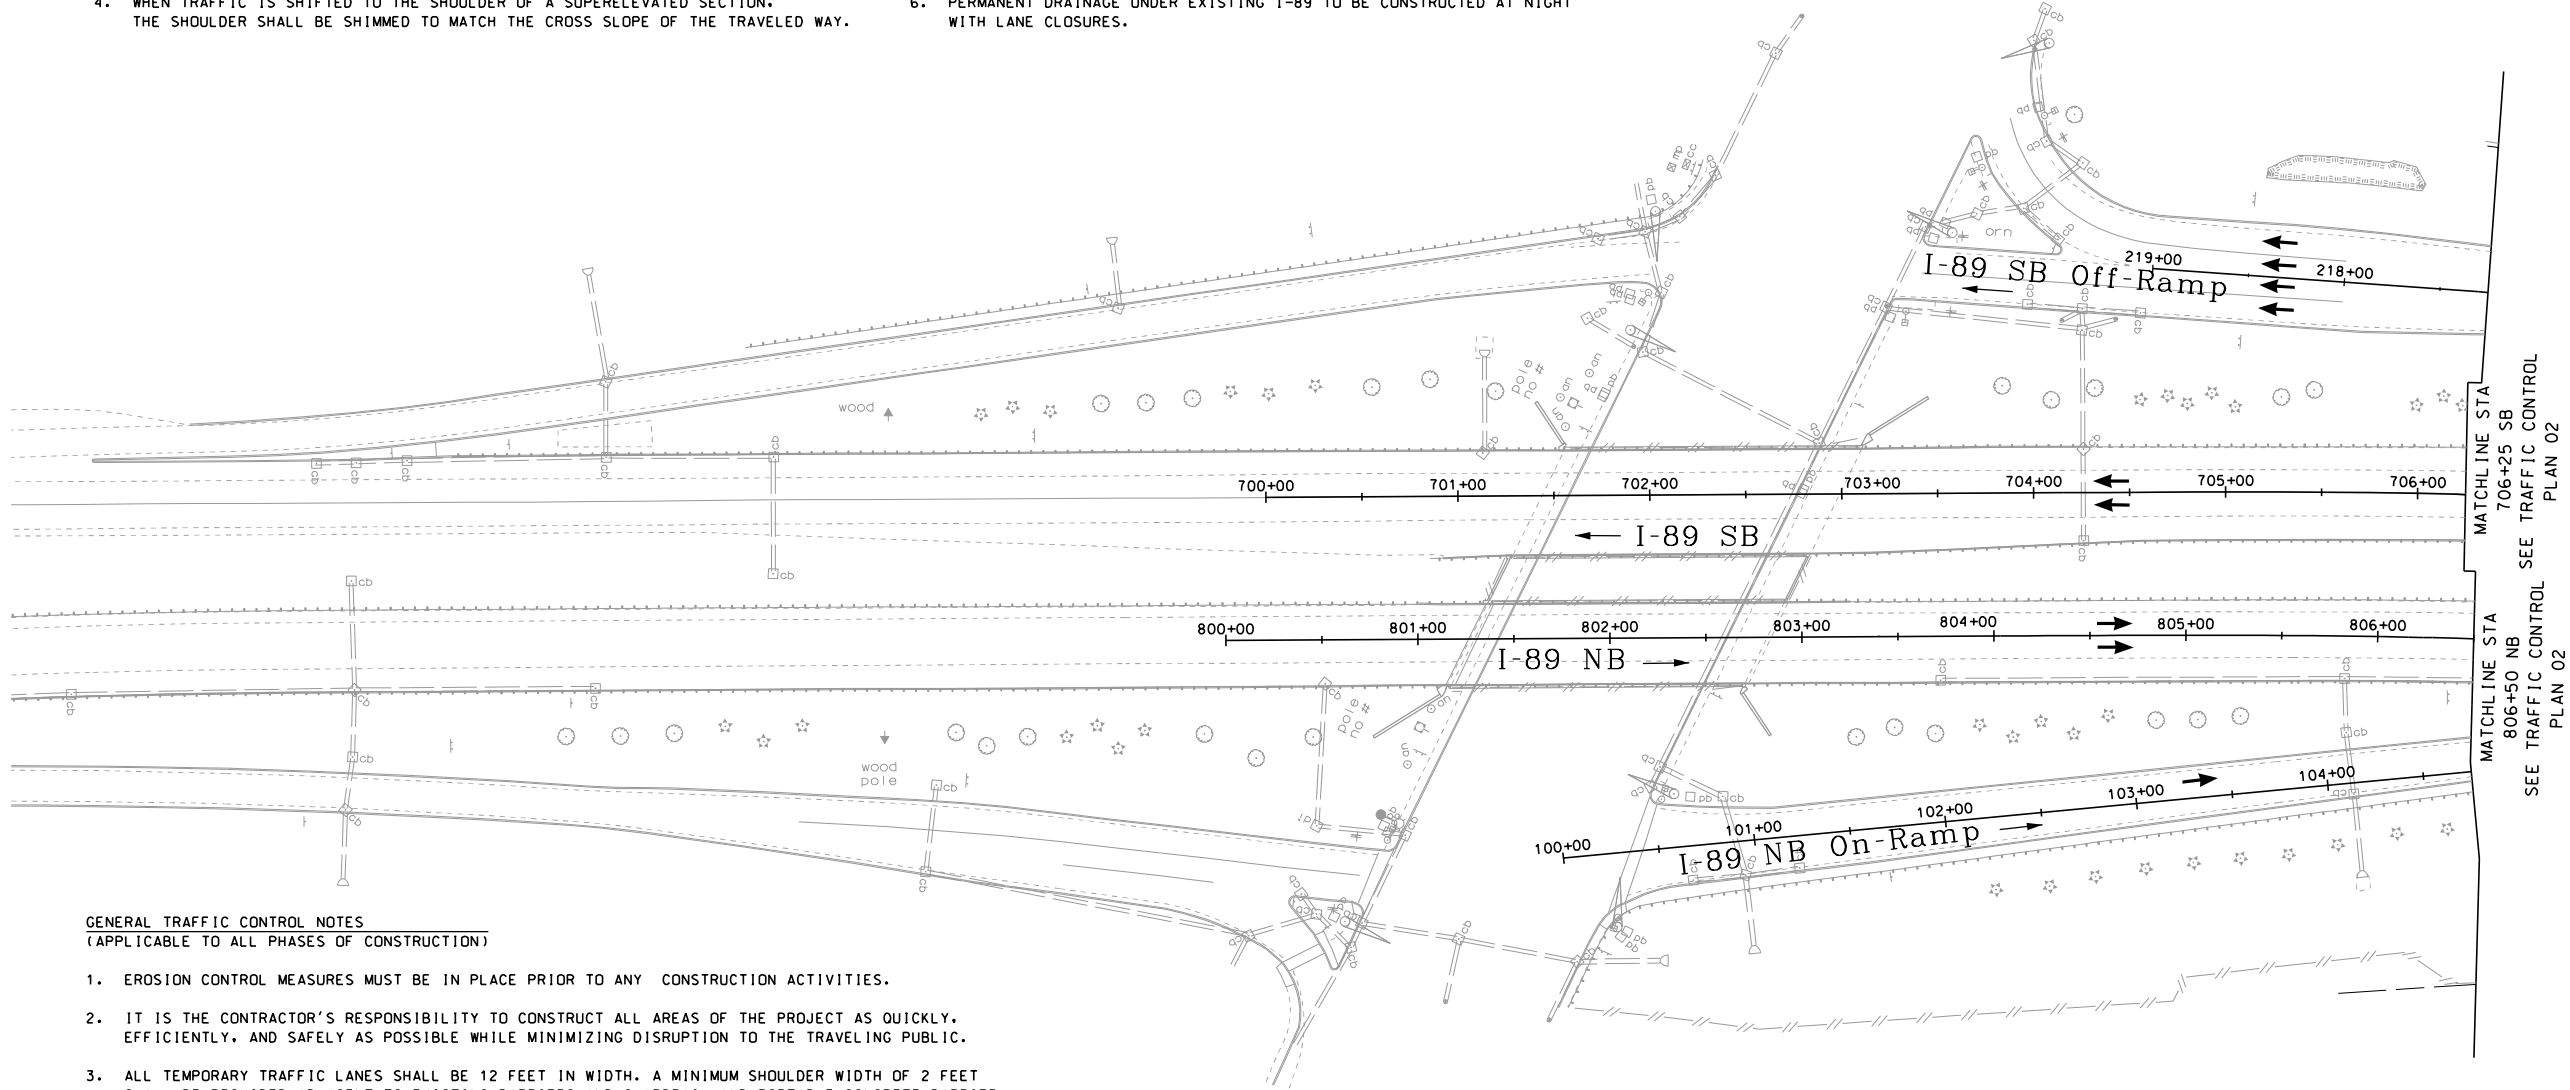 4. WHEN TRAFFIC IS SHIFTED TO THE SHOULDER OF A SUPERELEVATED SECTION.
THE SHOULDER SHALL BE SHIMMED TO MATCH THE CROSS SLOPE OF THE TRAVELED WAY.
6. PERMANENT DRAINAGE UNDER EXISTING I-89 TO BE CONSTRUCTED AT NIGHT
WITH LANE CLOSURES.
orn
219+00
218+00
I-89 SB Off-Ramp
wood
pole #
no
700+00 701+00 702+00 703+00 704+00 705+00 706+00
I-89 SB
MATCHLINE STA
706+25 SB
SEE TRAFFIC CONTROL
PLAN 02
800+00 801+00 802+00 803+00 804+00 805+00 806+00
I-89 NB
MATCHLINE STA
806+50 NB
SEE TRAFFIC CONTROL
PLAN 02
pole #
no
wood
pole
100+00 101+00 102+00 103+00 104+00
I-89 NB On-Ramp
GENERAL TRAFFIC CONTROL NOTES
(APPLICABLE TO ALL PHASES OF CONSTRUCTION)
1. EROSION CONTROL MEASURES MUST BE IN PLACE PRIOR TO ANY CONSTRUCTION ACTIVITIES.
2. IT IS THE CONTRACTOR'S RESPONSIBILITY TO CONSTRUCT ALL AREAS OF THE PROJECT AS QUICKLY,
EFFICIENTLY, AND SAFELY AS POSSIBLE WHILE MINIMIZING DISRUPTION TO THE TRAVELING PUBLIC.
3. ALL TEMPORARY TRAFFIC LANES SHALL BE 12 FEET IN WIDTH. A MINIMUM SHOULDER WIDTH OF 2 FEET